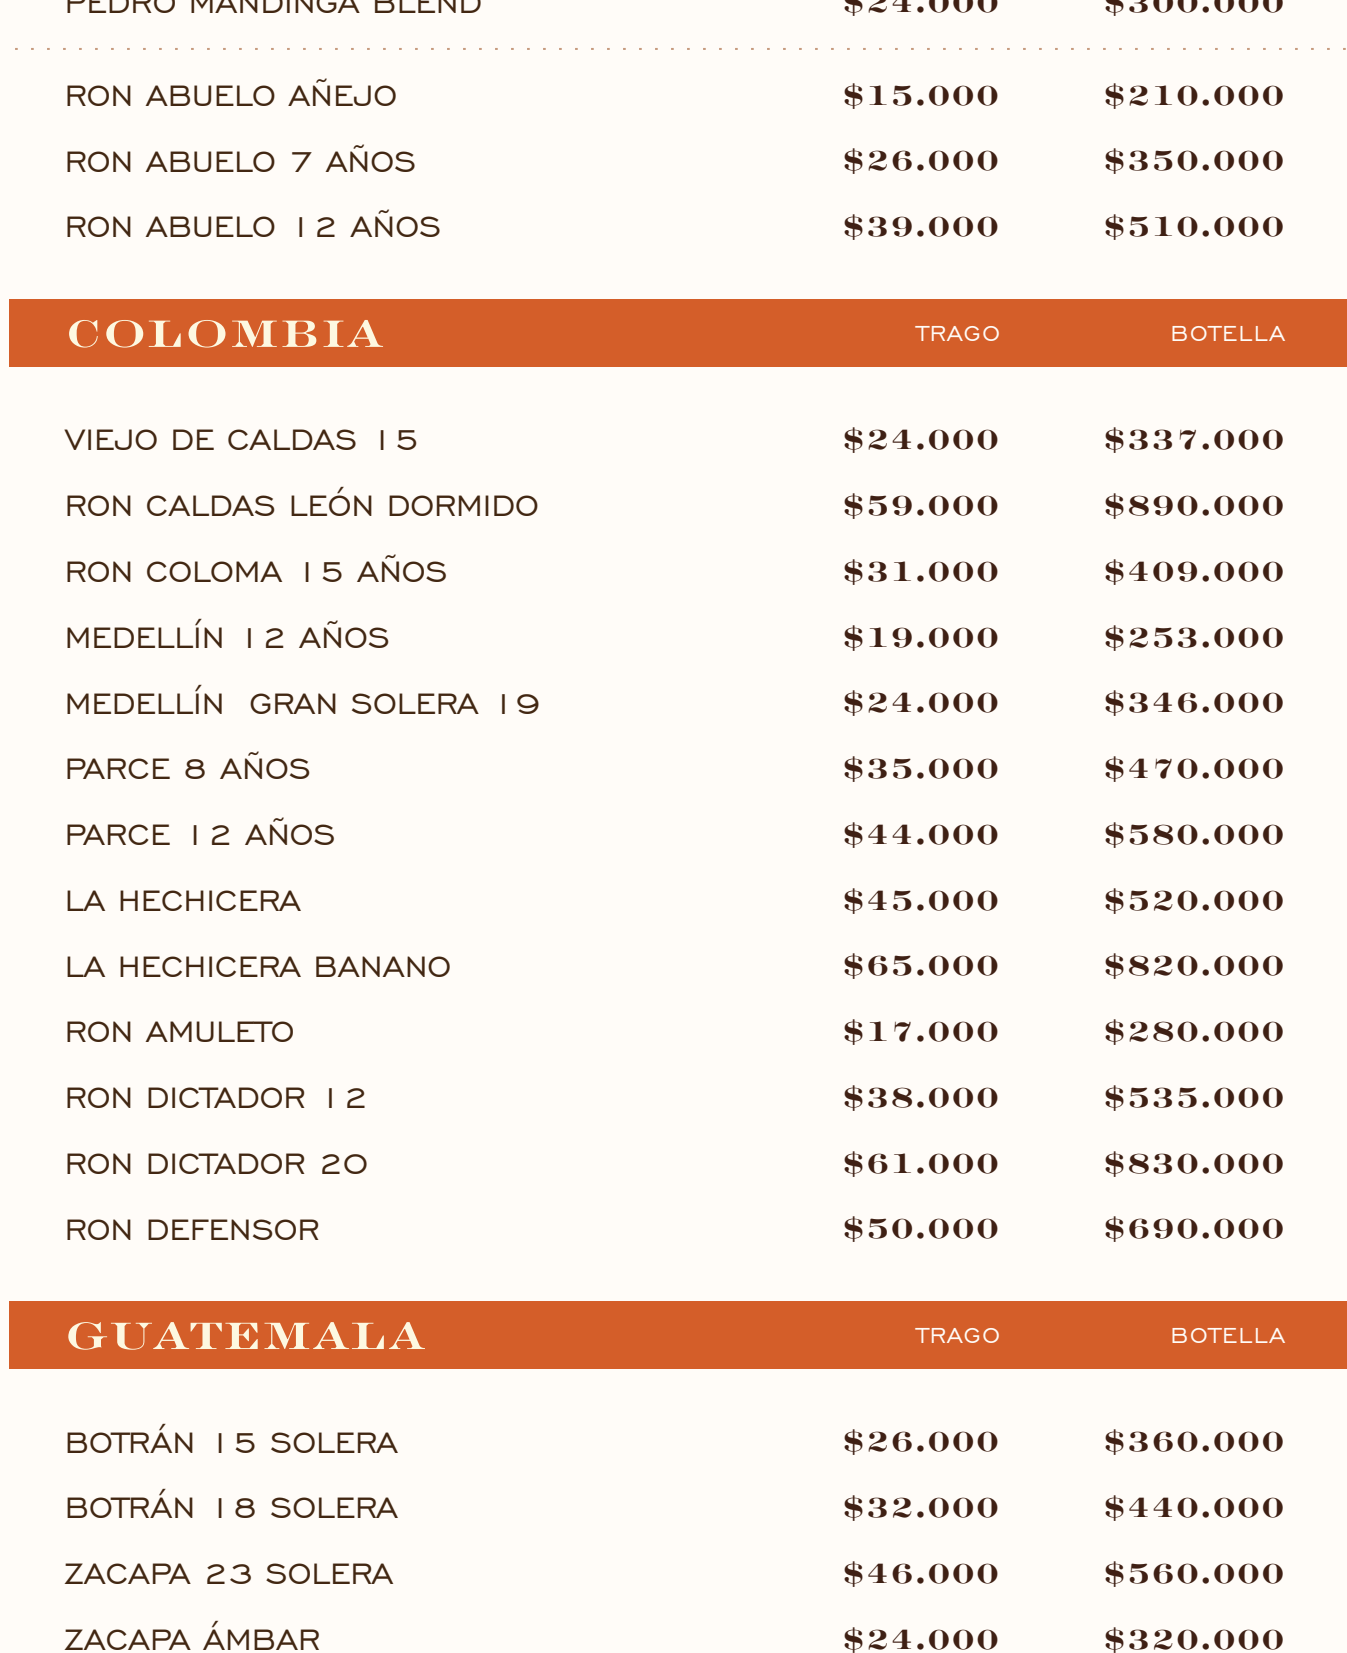 PEDRO MANDINGA BLEND $24.000 $300.000
RON ABUELO AÑEJO $15.000 $210.000
RON ABUELO 7 AÑOS $26.000 $350.000
RON ABUELO 12 AÑOS $39.000 $510.000
COLOMBIA TRAGO BOTELLA
VIEJO DE CALDAS 15 $24.000 $337.000
RON CALDAS LEÓN DORMIDO $59.000 $890.000
RON COLOMA 15 AÑOS $31.000 $409.000
MEDELLÍN 12 AÑOS $19.000 $253.000
MEDELLÍN GRAN SOLERA 19 $24.000 $346.000
PARCE 8 AÑOS $35.000 $470.000
PARCE 12 AÑOS $44.000 $580.000
LA HECHICERA $45.000 $520.000
LA HECHICERA BANANO $65.000 $820.000
RON AMULETO $17.000 $280.000
RON DICTADOR 12 $38.000 $535.000
RON DICTADOR 20 $61.000 $830.000
RON DEFENSOR $50.000 $690.000
GUATEMALA TRAGO BOTELLA
BOTRÁN 15 SOLERA $26.000 $360.000
BOTRÁN 18 SOLERA $32.000 $440.000
ZACAPA 23 SOLERA $46.000 $560.000
ZACAPA ÁMBAR $24.000 $320.000